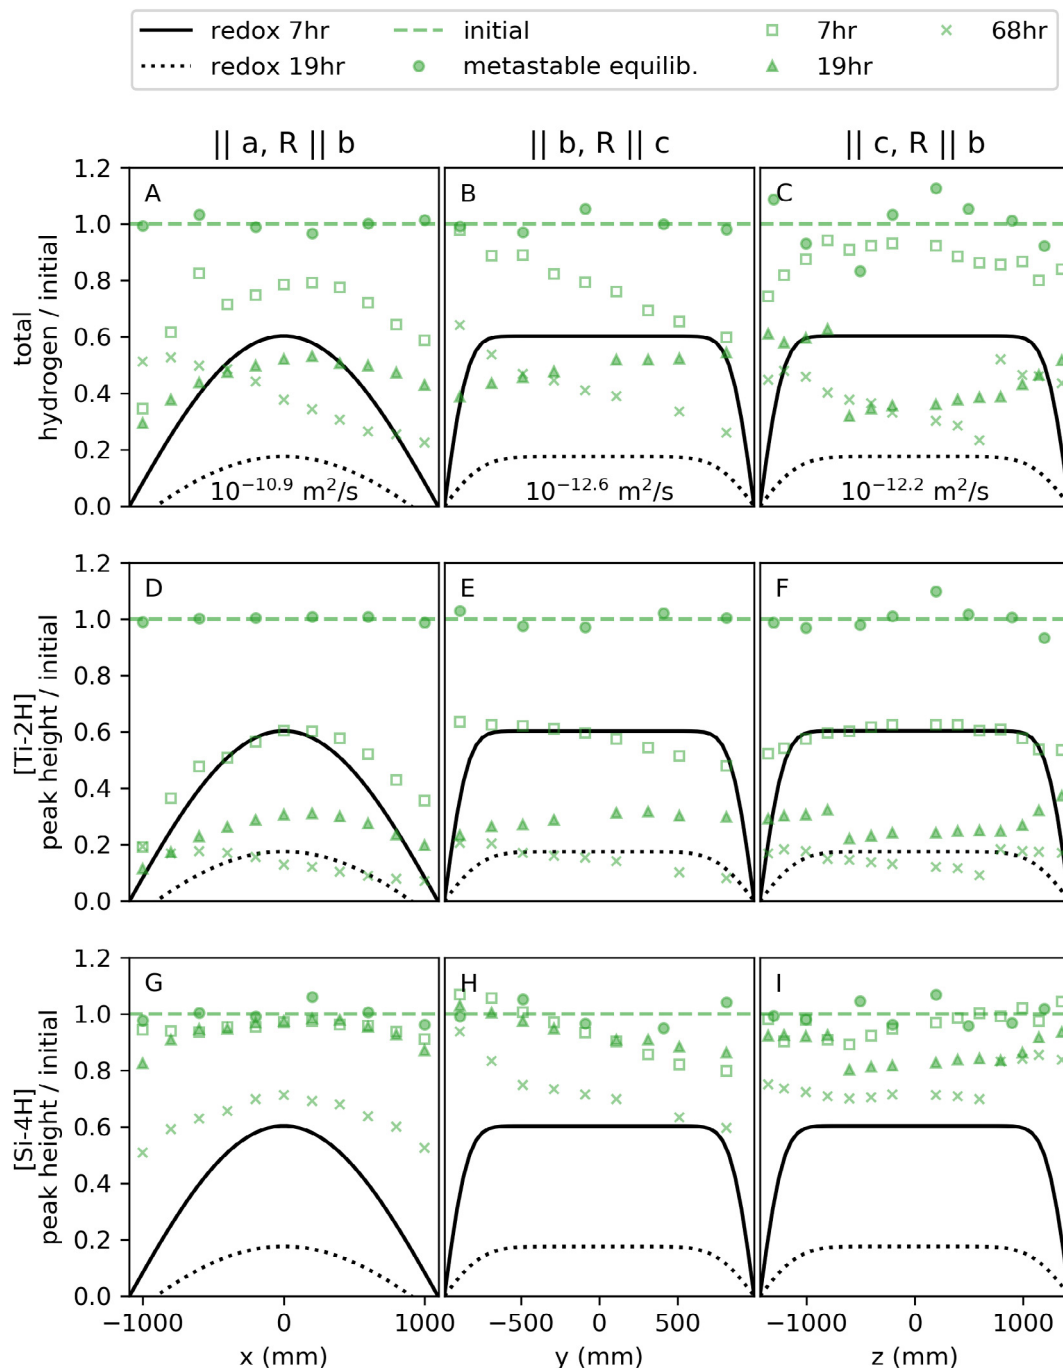 redox 7hr
redox 19hr
initial
metastable equilib.
7hr
19hr
68hr
|| a, R || b
|| b, R || c
|| c, R || b
total
hydrogen / initial
1.2
1.0
0.8
0.6
0.4
0.2
0.0
A
B
C
10⁻¹⁰·⁹ m²/s
10⁻¹²·⁶ m²/s
10⁻¹²·² m²/s
[Ti-2H]
peak height / initial
1.2
1.0
0.8
0.6
0.4
0.2
0.0
D
E
F
[Si-4H]
peak height / initial
1.2
1.0
0.8
0.6
0.4
0.2
0.0
G
H
I
−1000 0 1000
−500 0 500
−1000 0 1000
x (mm)
y (mm)
z (mm)